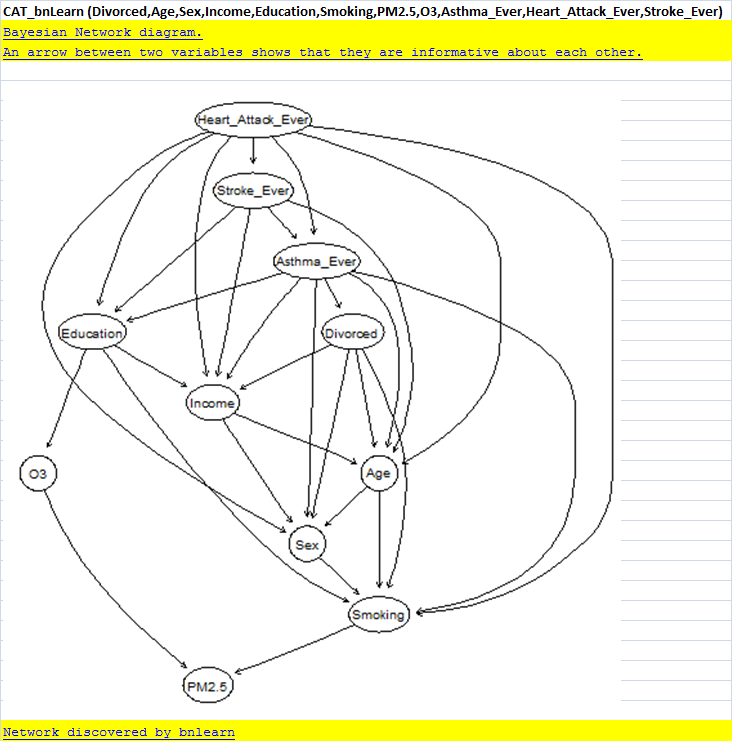 CAT_bnLearn (Divorced,Age,Sex,Income,Education,Smoking,PM2.5,O3,Asthma_Ever,Heart_Attack_Ever,Stroke_Ever)
Bayesian Network diagram.
An arrow between two variables shows that they are informative about each other.
Heart_Attack_Ever
Stroke_Ever
Asthma_Ever
Education
Divorced
Income
O3
Age
Sex
Smoking
PM2.5
Network discovered by bnlearn